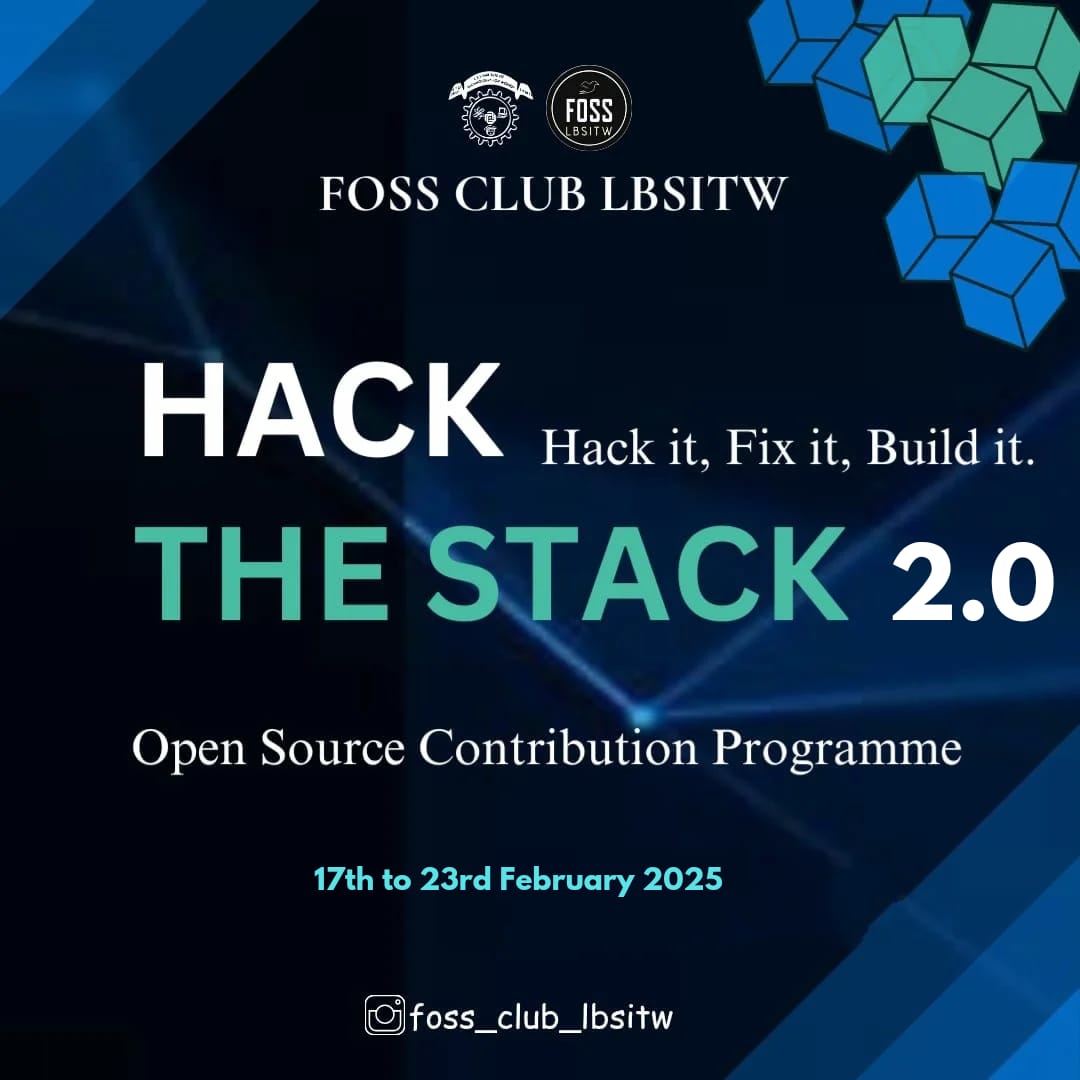 FOSS
LBSITW
FOSS CLUB LBSITW
HACK
Hack it, Fix it, Build it.
THE STACK 2.0
Open Source Contribution Programme
17th to 23rd February 2025
foss_club_lbsitw